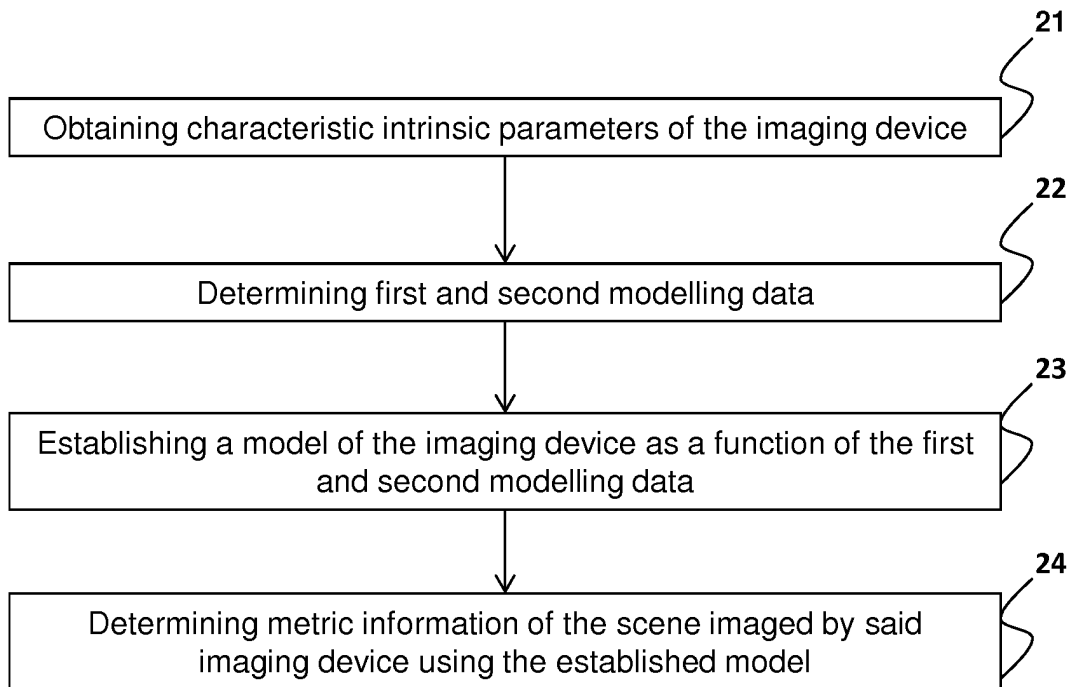 21
Obtaining characteristic intrinsic parameters of the imaging device
22
Determining first and second modelling data
23
Establishing a model of the imaging device as a function of the first
and second modelling data
24
Determining metric information of the scene imaged by said
imaging device using the established model